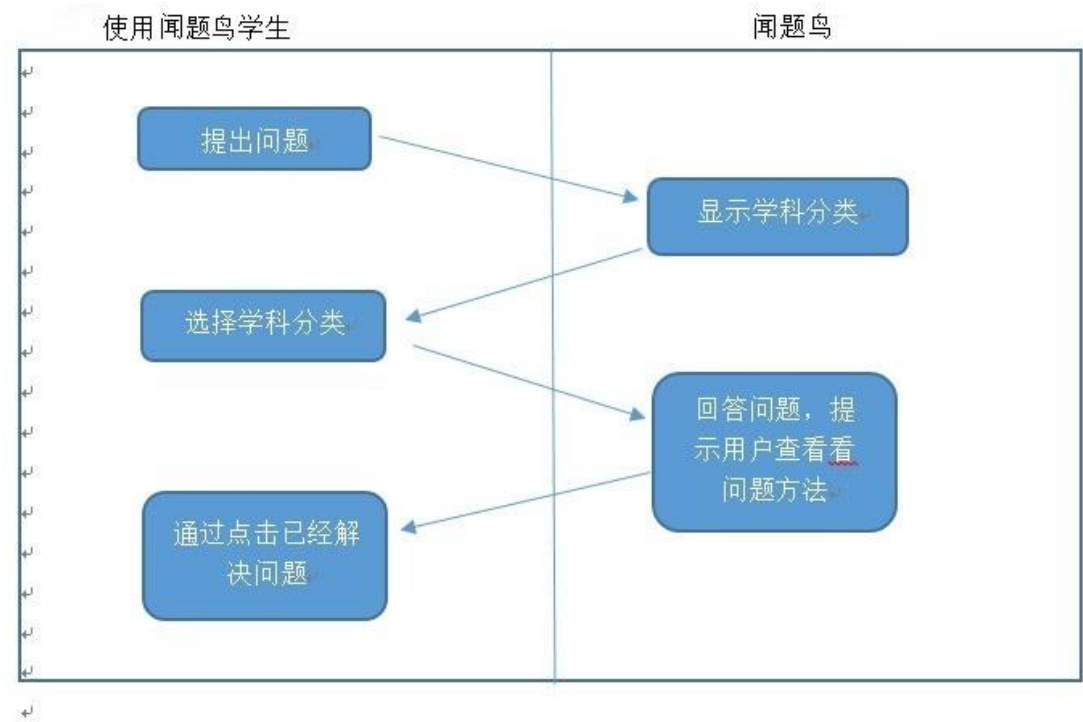 使用闻题鸟学生
闻题鸟
提出问题
显示学科分类
选择学科分类
回答问题，提
示用户查看看
问题方法
通过点击已经解
决问题